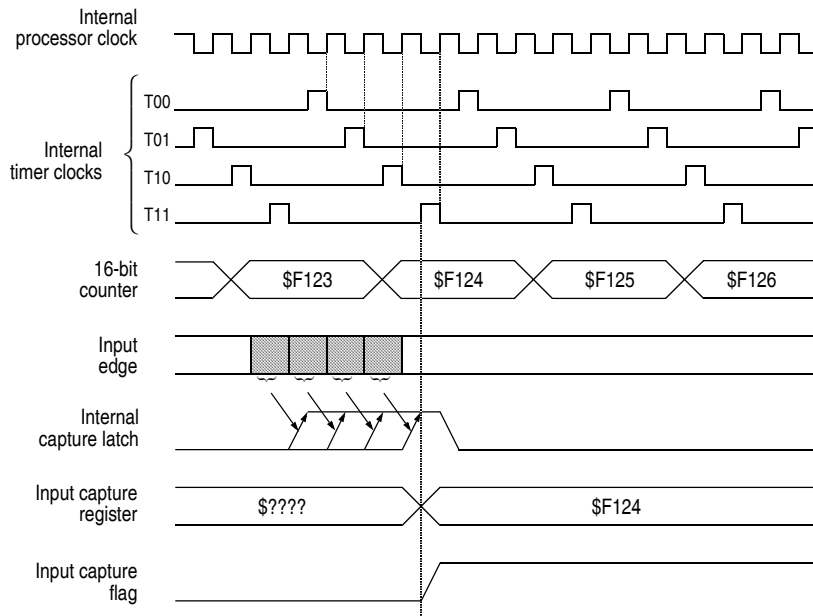 Internal
processor clock
T00
T01
Internal
timer clocks
T10
T11
16-bit
counter
$F123
$F124
$F125
$F126
Input
edge
Internal
capture latch
Input capture
register
$????
$F124
Input capture
flag